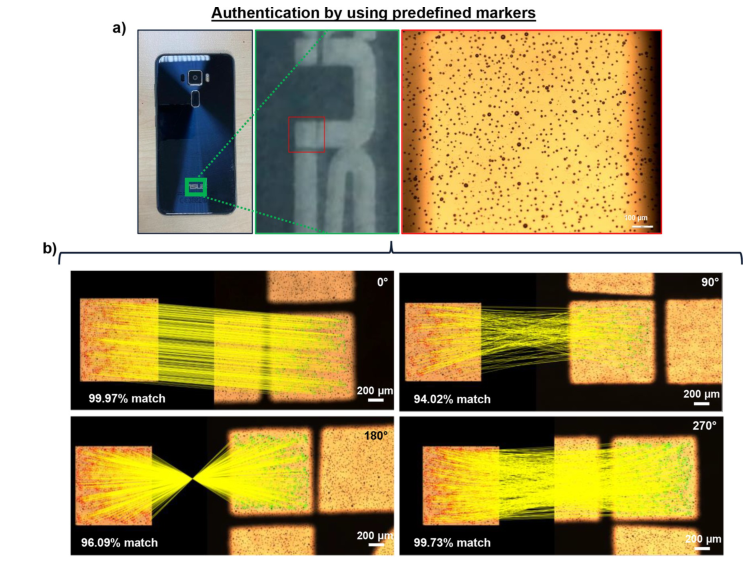 Authentication by using predefined markers
a)
100 µm
b)
0°
99.97% match
200 µm
90°
94.02% match
200 µm
180°
96.09% match
200 µm
270°
99.73% match
200 µm